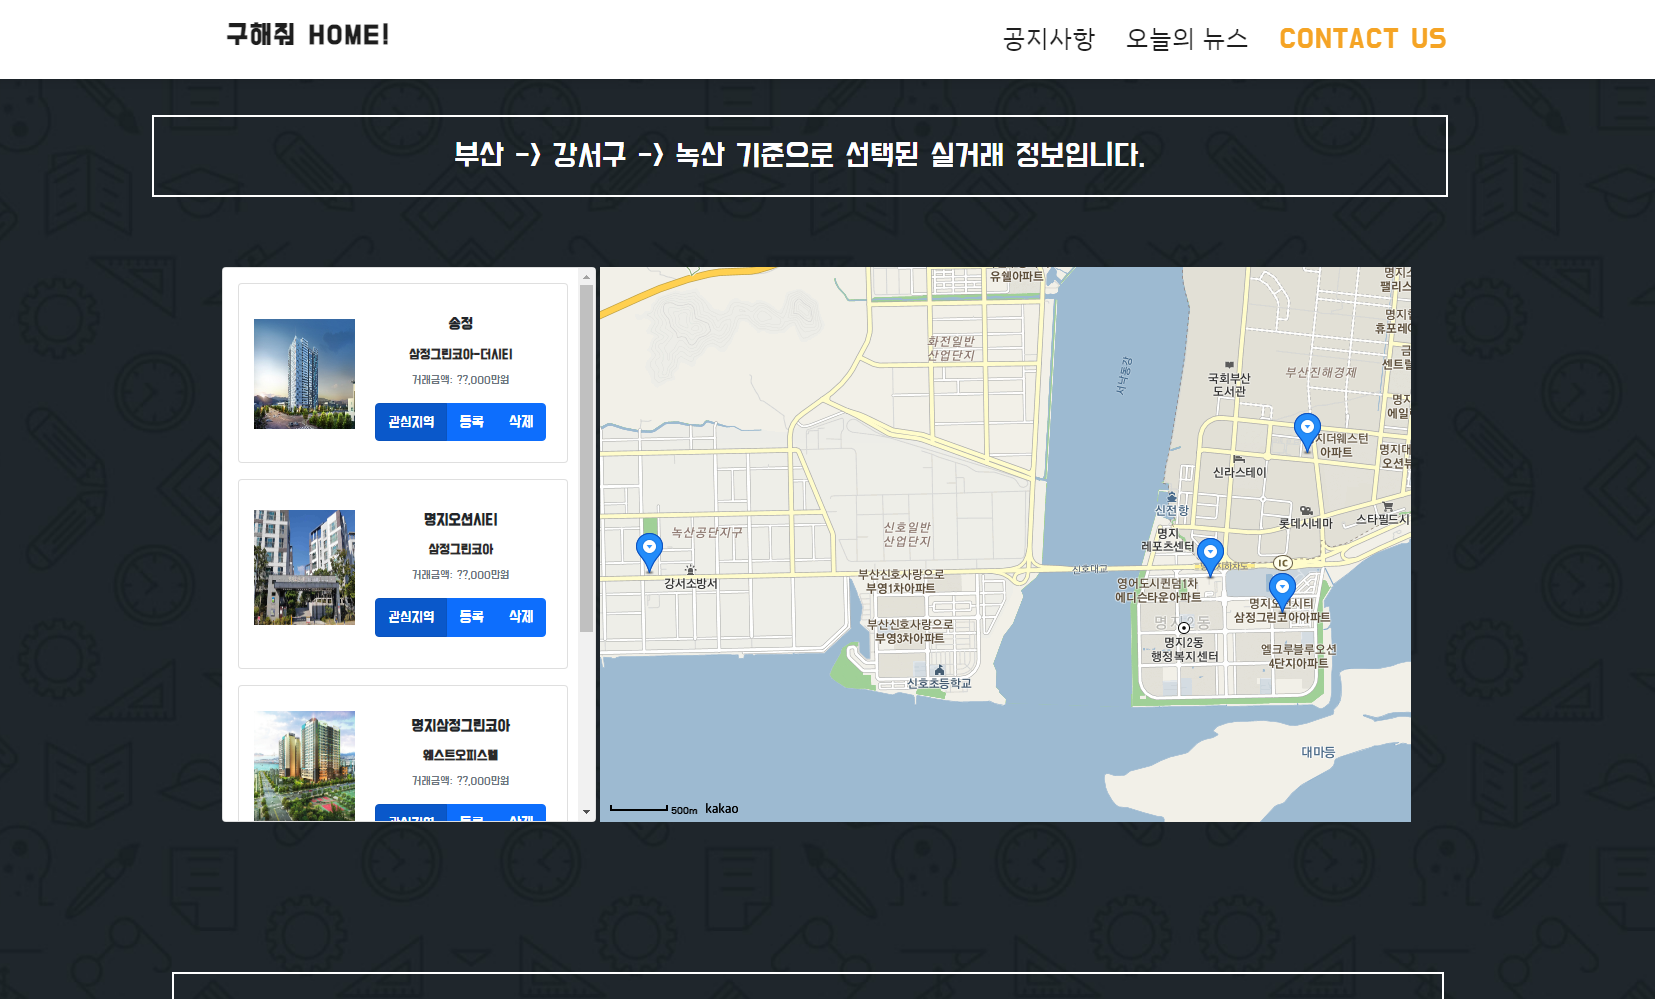 구해줘 HOME!
공지사항 오늘의 뉴스 CONTACT US
부산 -> 강서구 -> 녹산 기준으로 선택된 실거래 정보입니다.
송정
삼정그린코아-더시티
거래금액: ??,000만원
관심지역 등록 삭제
명지오션시티
삼정그린코아
거래금액: ??,000만원
관심지역 등록 삭제
명지삼정그린코아
웨스트오피스텔
거래금액: ??,000만원
관심지역 등록 삭제
유웰아파트
화전일반
산업단지
서낙동강
국회부산
도서관
부산진해경제
명지
팰리스
휴포레
센트럴
에일린
지더웨스턴
아파트
명지대
오션뷰
신라스테이
신전항
롯데시네마
스타필드시
녹산공단지구
신호일반
산업단지
명지
레포츠센터
강서소방서
부산신호사랑으로
부영1차아파트
신호대교
IC
영어도시퀸덤1차
에디슨타운아파트
명지오션시티
삼정그린코아아파트
부산신호사랑으로
부영3차아파트
명지2동
명지2동
행정복지센터
엘크루블루오션
4단지아파트
신호초등학교
대마등
500m kakao